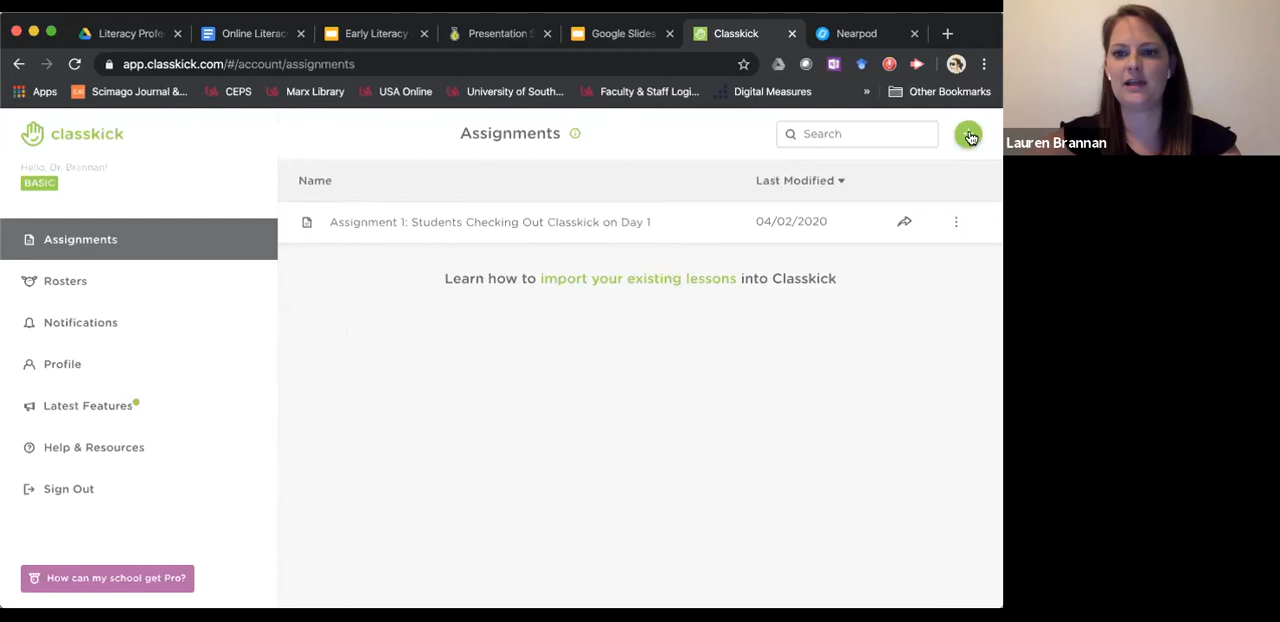 Literacy Prof
Online Literac
Early Literacy
Presentation S
Google Slides
Classkick
Nearpod
app.classkick.com/#/account/assignments
Apps
Scimago Journal &...
CEPS
Marx Library
USA Online
University of South...
Faculty & Staff Logi...
Digital Measures
»
Other Bookmarks
Lauren Brannan
classkick
Hello, Dr. Brannan!
BASIC
Assignments
Search
Name
Last Modified
Assignments
Assignment 1: Students Checking Out Classkick on Day 1
04/02/2020
Learn how to import your existing lessons into Classkick
Rosters
Notifications
Profile
Latest Features
Help & Resources
Sign Out
How can my school get Pro?